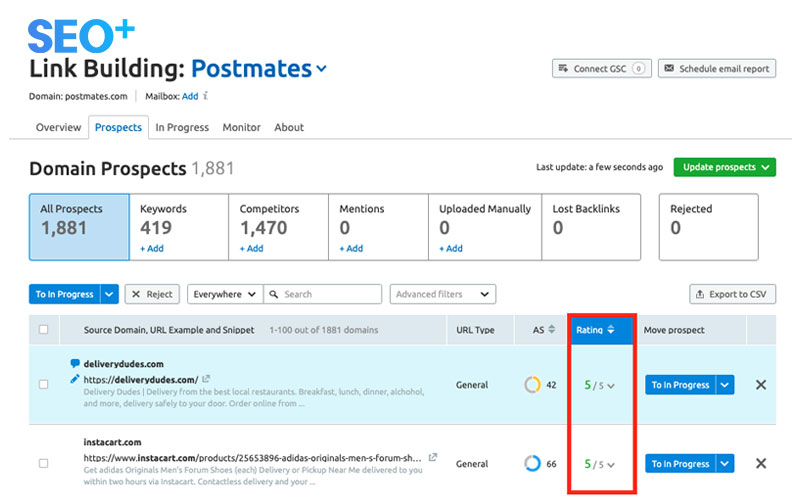 SEO+
Link Building: Postmates
Connect GSC 0
Schedule email report
Domain: postmates.com
Mailbox: Add i
Overview Prospects In Progress Monitor About
Domain Prospects 1,881
Last update: a few seconds ago
Update prospects
All Prospects Keywords Competitors Mentions Uploaded Manually Lost Backlinks Rejected
1,881 419 1,470 0 0 0 0
+ Add + Add + Add + Add
To In Progress Reject Everywhere Search Advanced filters Export to CSV
Source Domain, URL Example and Snippet 1-100 out of 1881 domains URL Type AS Rating Move prospect
deliverydudes.com
https://deliverydudes.com/ General 42 5 / 5 To In Progress
Delivery Dudes | Delivery from the best local restaurants. Breakfast, lunch, dinner, alchohol,
and more, delivery safely to your door. Order online from ...
instacart.com
https://www.instacart.com/products/25653896-adidas-originals-men-s-forum-sh... General 66 5 / 5 To In Progress
Get adidas Originals Men's Forum Shoes (each) Delivery or Pickup Near Me delivered to you
within two hours via Instacart. Contactless delivery and your ...